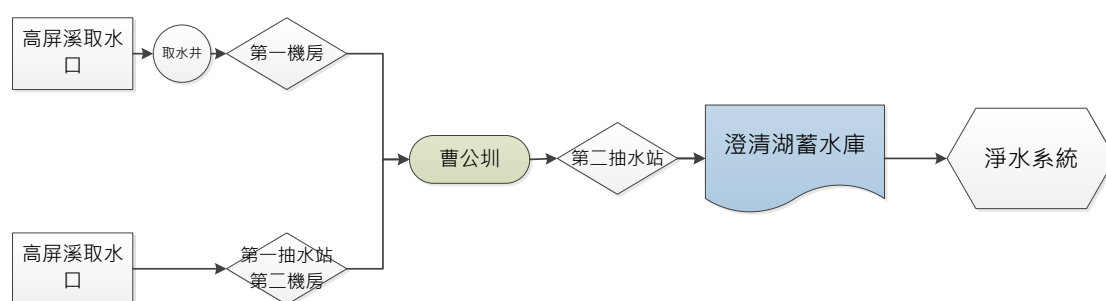 高屏溪取水
口
取水井
第一機房
曹公圳
第二抽水站
澄清湖蓄水庫
淨水系統
高屏溪取水
口
第一抽水站
第二機房